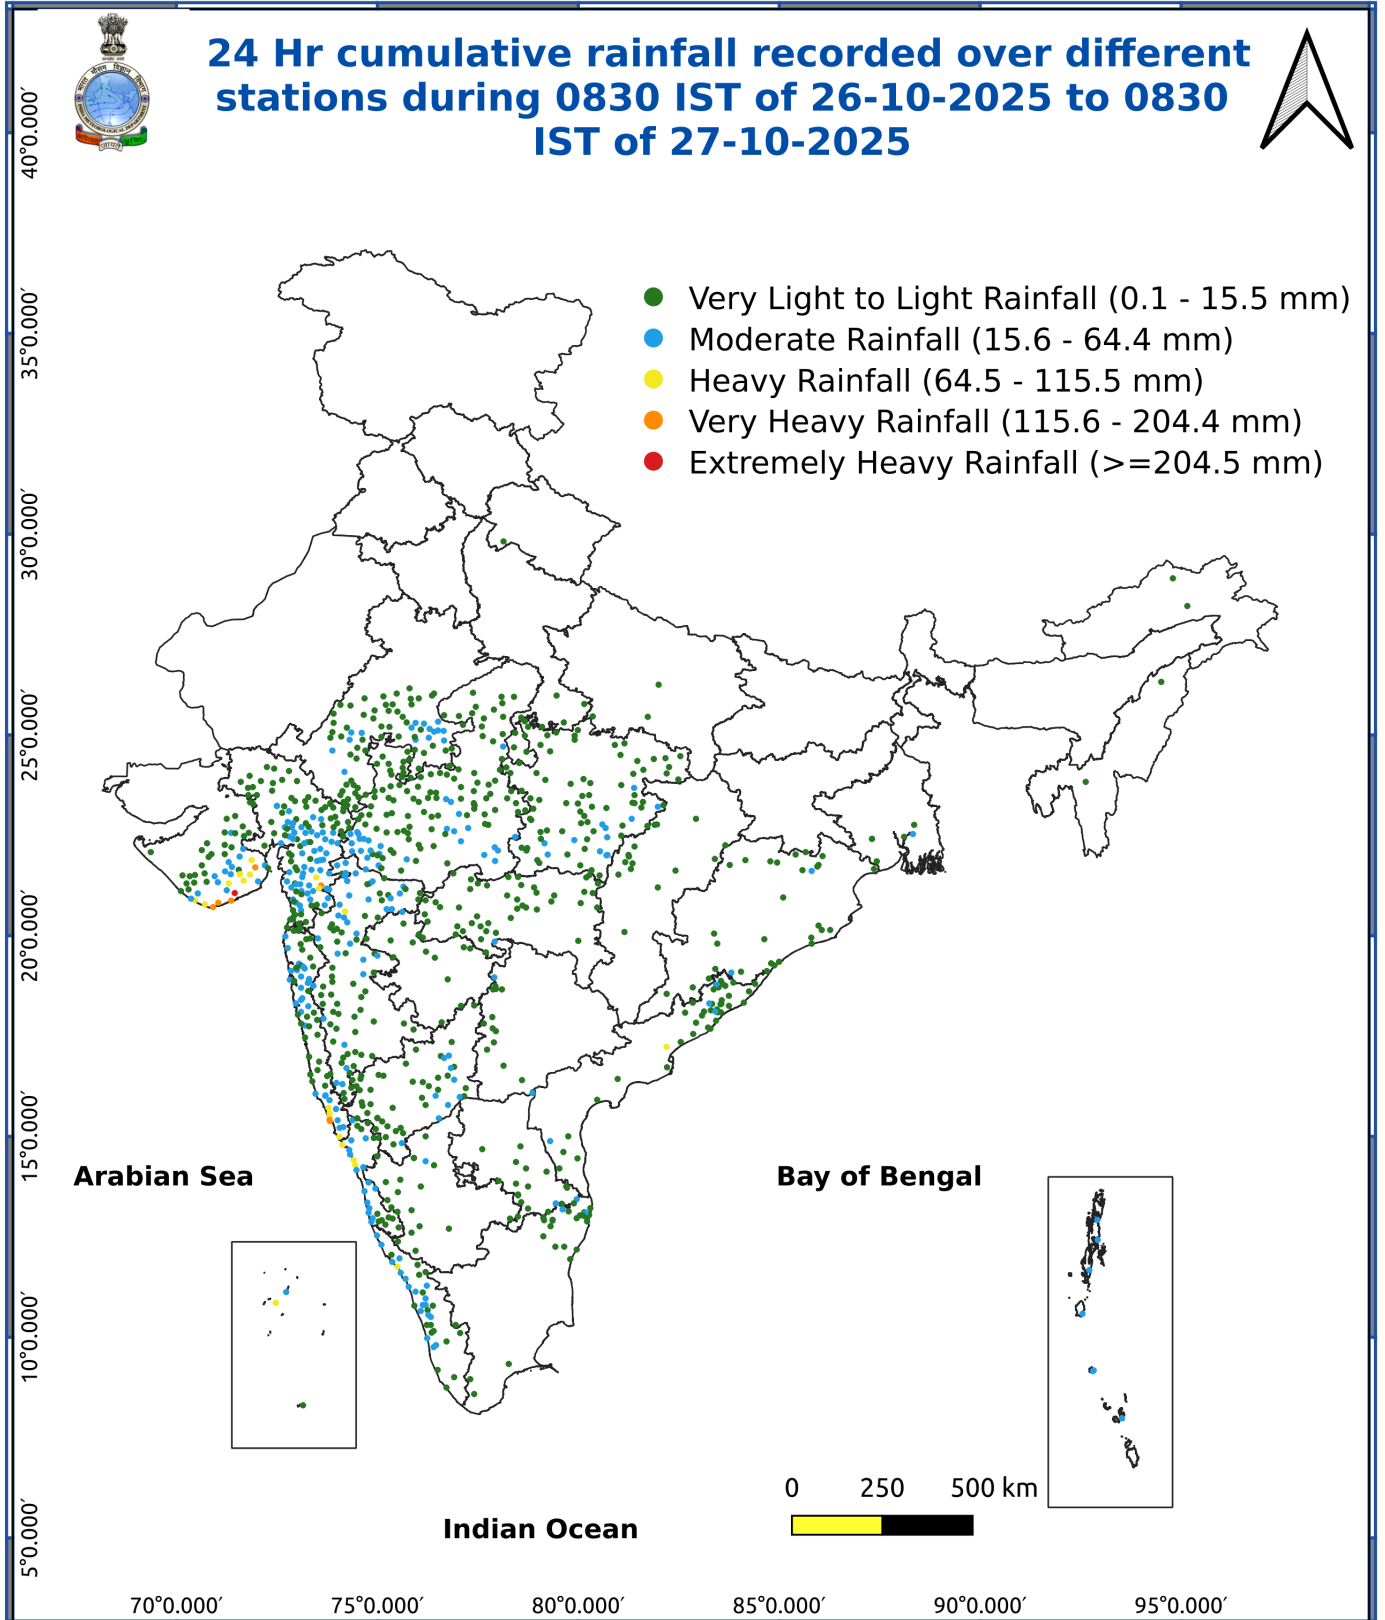 24 Hr cumulative rainfall recorded over different
stations during 0830 IST of 26-10-2025 to 0830
IST of 27-10-2025
Very Light to Light Rainfall (0.1 - 15.5 mm)
Moderate Rainfall (15.6 - 64.4 mm)
Heavy Rainfall (64.5 - 115.5 mm)
Very Heavy Rainfall (115.6 - 204.4 mm)
Extremely Heavy Rainfall (>=204.5 mm)
40°0.000′
35°0.000′
30°0.000′
25°0.000′
20°0.000′
15°0.000′
10°0.000′
5°0.000′
Arabian Sea
Bay of Bengal
Indian Ocean
0 250 500 km
70°0.000′ 75°0.000′ 80°0.000′ 85°0.000′ 90°0.000′ 95°0.000′